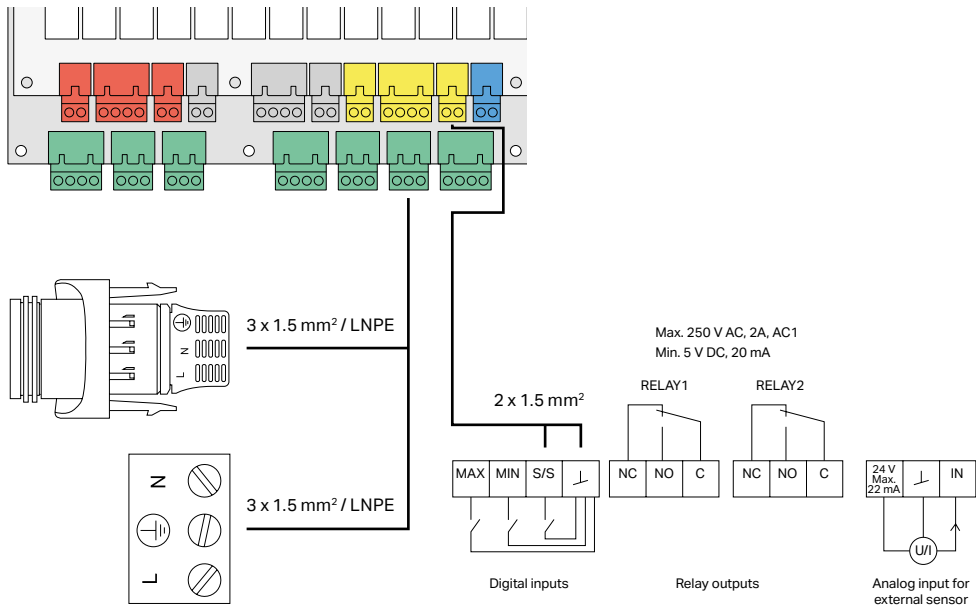 3 x 1.5 mm² / LNPE
L N
Max. 250 V AC, 2A, AC1
Min. 5 V DC, 20 mA
RELAY1
RELAY2
2 x 1.5 mm²
MAX MIN S/S
NC NO C
NC NO C
24 V
Max.
22 mA
IN
N
L
3 x 1.5 mm² / LNPE
U/I
Digital inputs
Relay outputs
Analog input for
external sensor